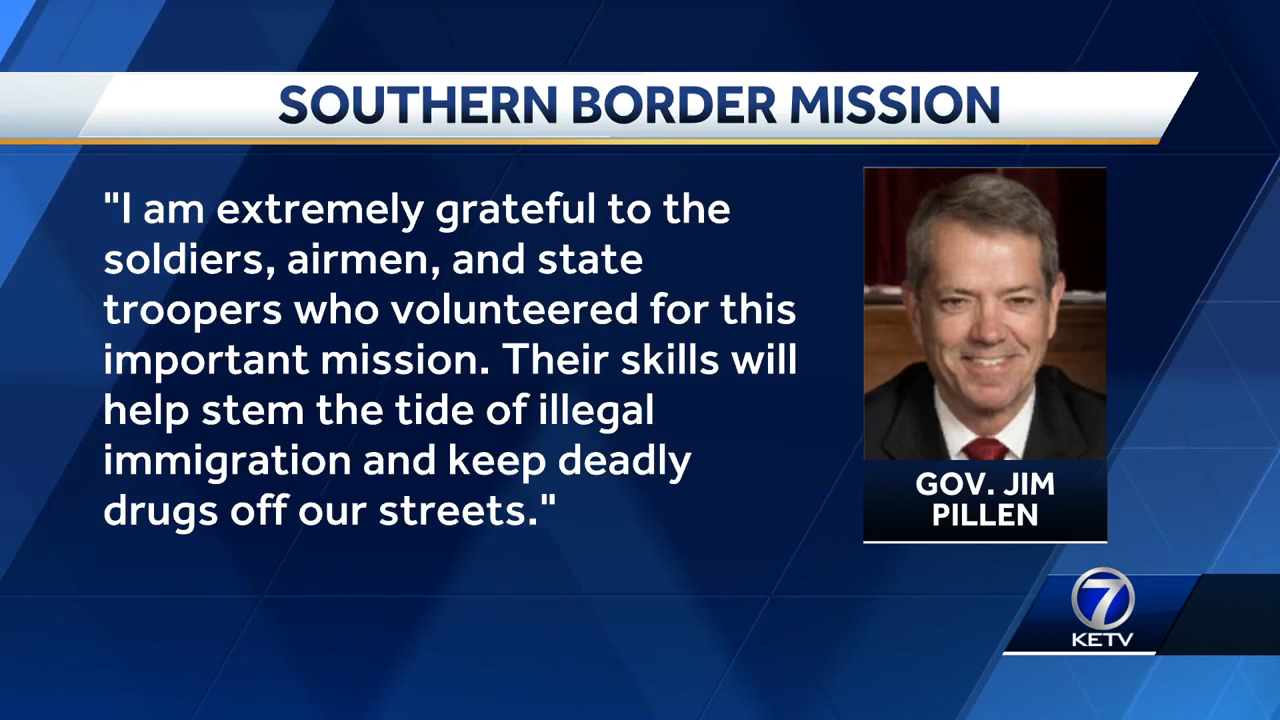 SOUTHERN BORDER MISSION
"I am extremely grateful to the
soldiers, airmen, and state
troopers who volunteered for this
important mission. Their skills will
help stem the tide of illegal
immigration and keep deadly
drugs off our streets."
GOV. JIM
PILLEN
7
KETV